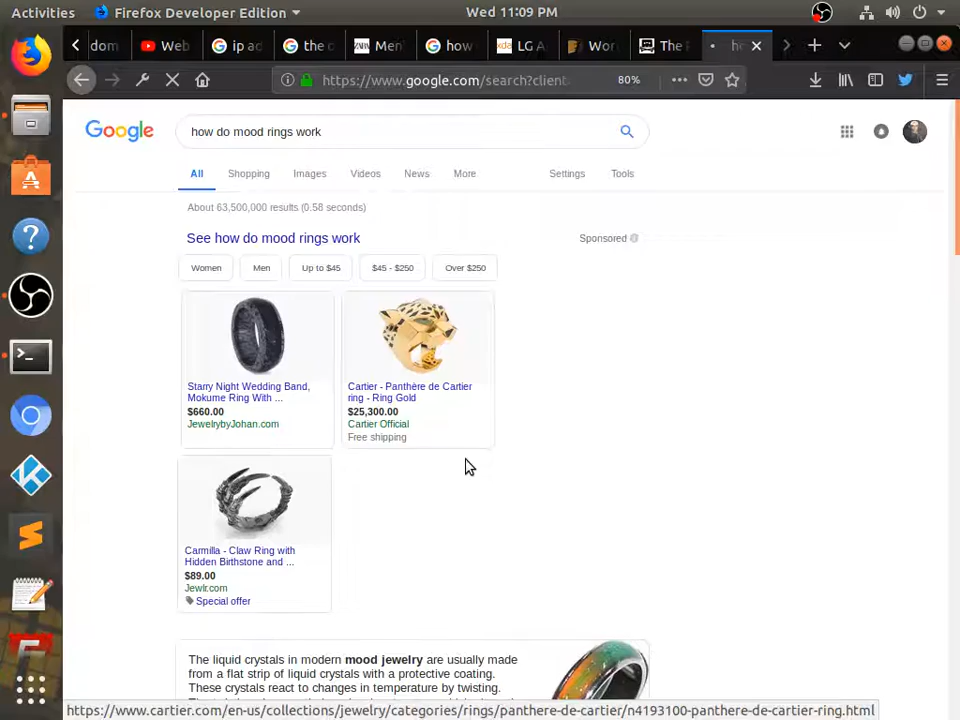 Activities
Firefox Developer Edition
Wed 11:09 PM
dom
Web
ip ad
the c
Men
how
LG A
Wor
The
https://www.google.com/search?client
80%
Google
how do mood rings work
All
Shopping
Images
Videos
News
More
Settings
Tools
About 63,500,000 results (0.58 seconds)
See how do mood rings work
Sponsored
Women
Men
Up to $45
$45 - $250
Over $250
Starry Night Wedding Band,
Mokume Ring With ...
$660.00
JewelrybyJohan.com
Cartier - Panthère de Cartier
ring - Ring Gold
$25,300.00
Cartier Official
Free shipping
Carmilla - Claw Ring with
Hidden Birthstone and ...
$89.00
Jewlr.com
Special offer
The liquid crystals in modern mood jewelry are usually made
from a flat strip of liquid crystals with a protective coating.
These crystals react to changes in temperature by twisting.
https://www.cartier.com/en-us/collections/jewelry/categories/rings/panthere-de-cartier/n4193100-panthere-de-cartier-ring.html